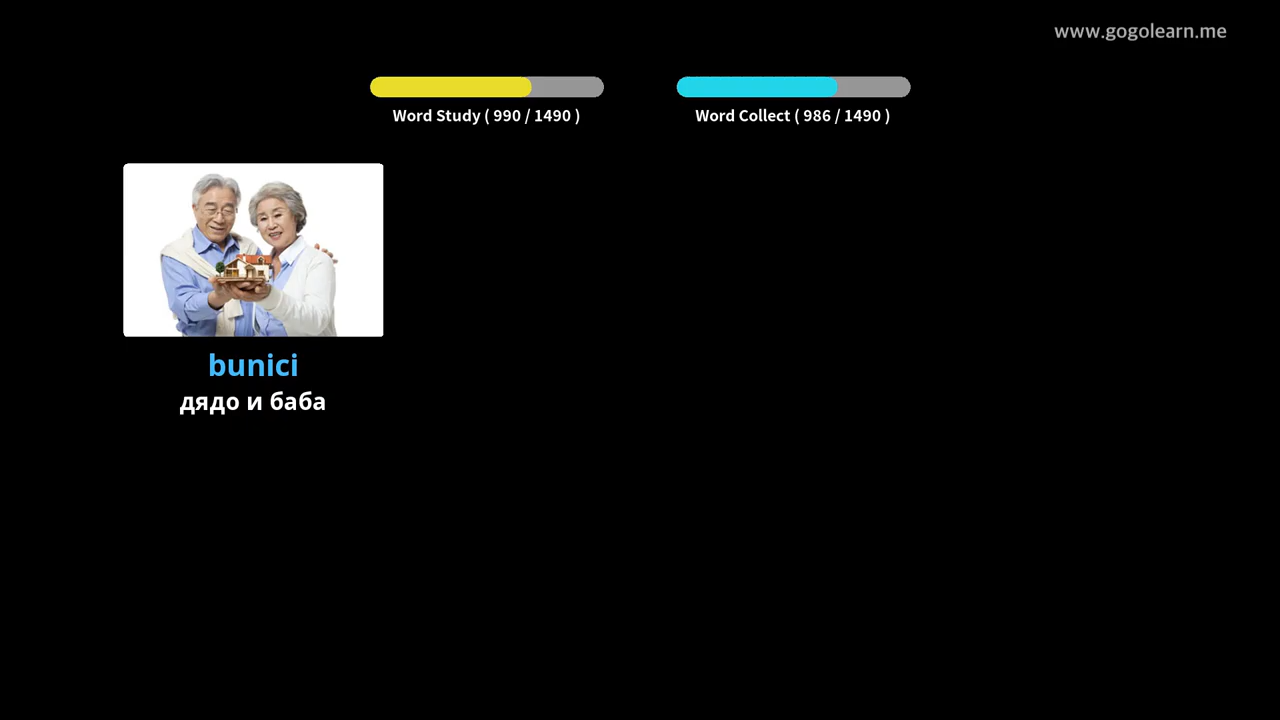 www.gogolearn.me
Word Study ( 990 / 1490 )
Word Collect ( 986 / 1490 )
bunici
дядо и баба